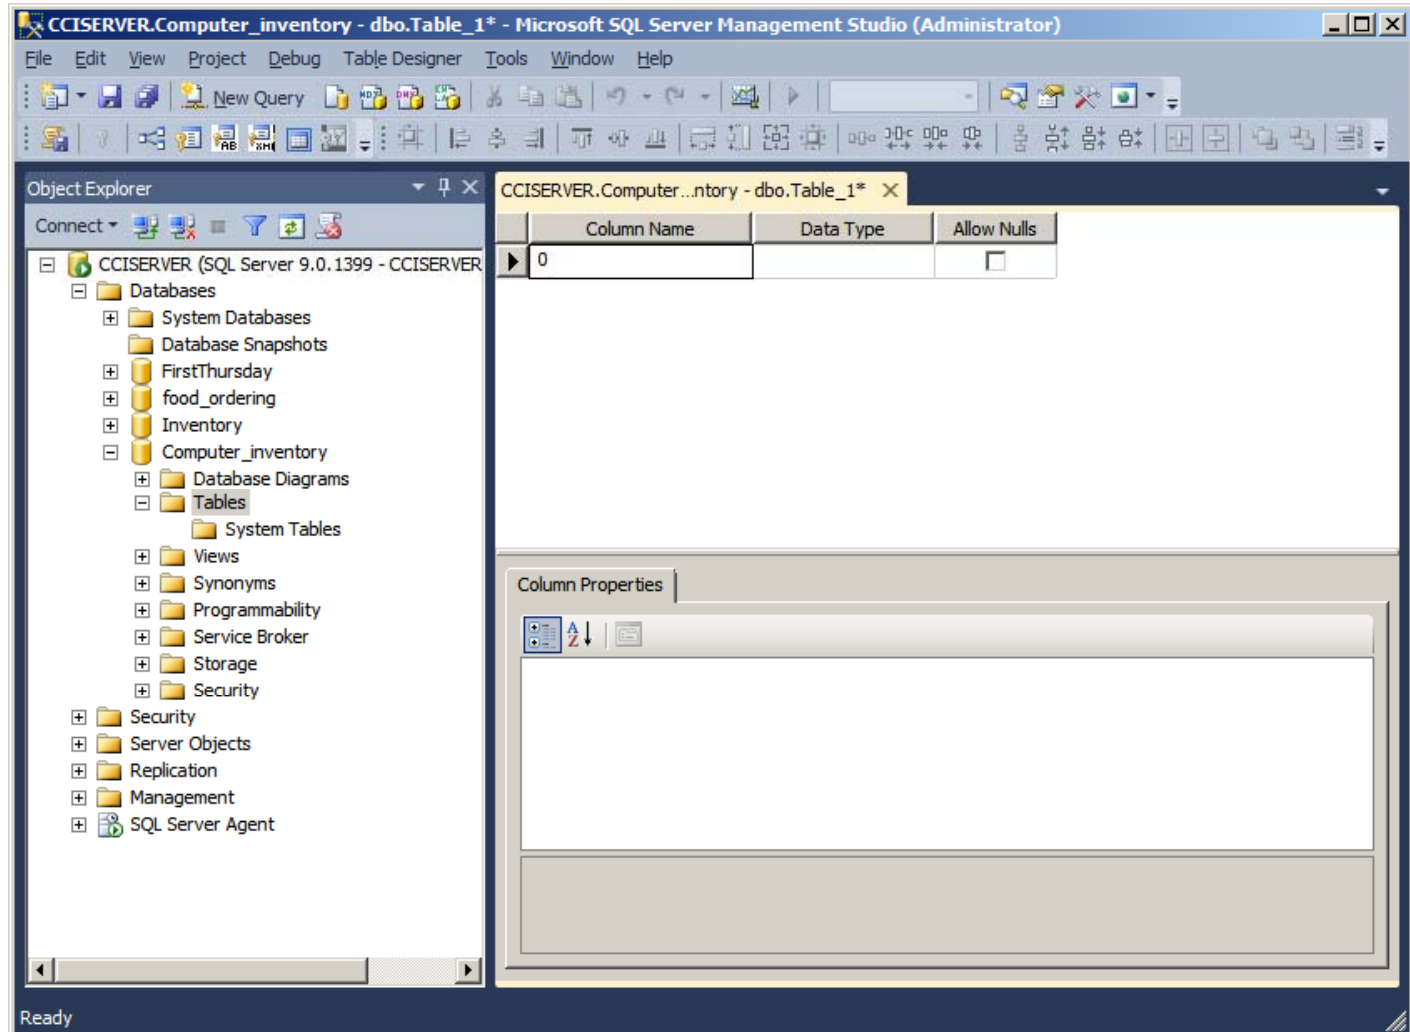 CCISERVER.Computer_inventory - dbo.Table_1* - Microsoft SQL Server Management Studio (Administrator)
File Edit View Project Debug Table Designer Tools Window Help
New Query
Object Explorer
Connect
CCISERVER (SQL Server 9.0.1399 - CCISERVER
Databases
System Databases
Database Snapshots
FirstThursday
food_ordering
Inventory
Computer_inventory
Database Diagrams
Tables
System Tables
Views
Synonyms
Programmability
Service Broker
Storage
Security
Security
Server Objects
Replication
Management
SQL Server Agent
CCISERVER.Computer...ntory - dbo.Table_1*
Column Name Data Type Allow Nulls
0
Column Properties
Ready